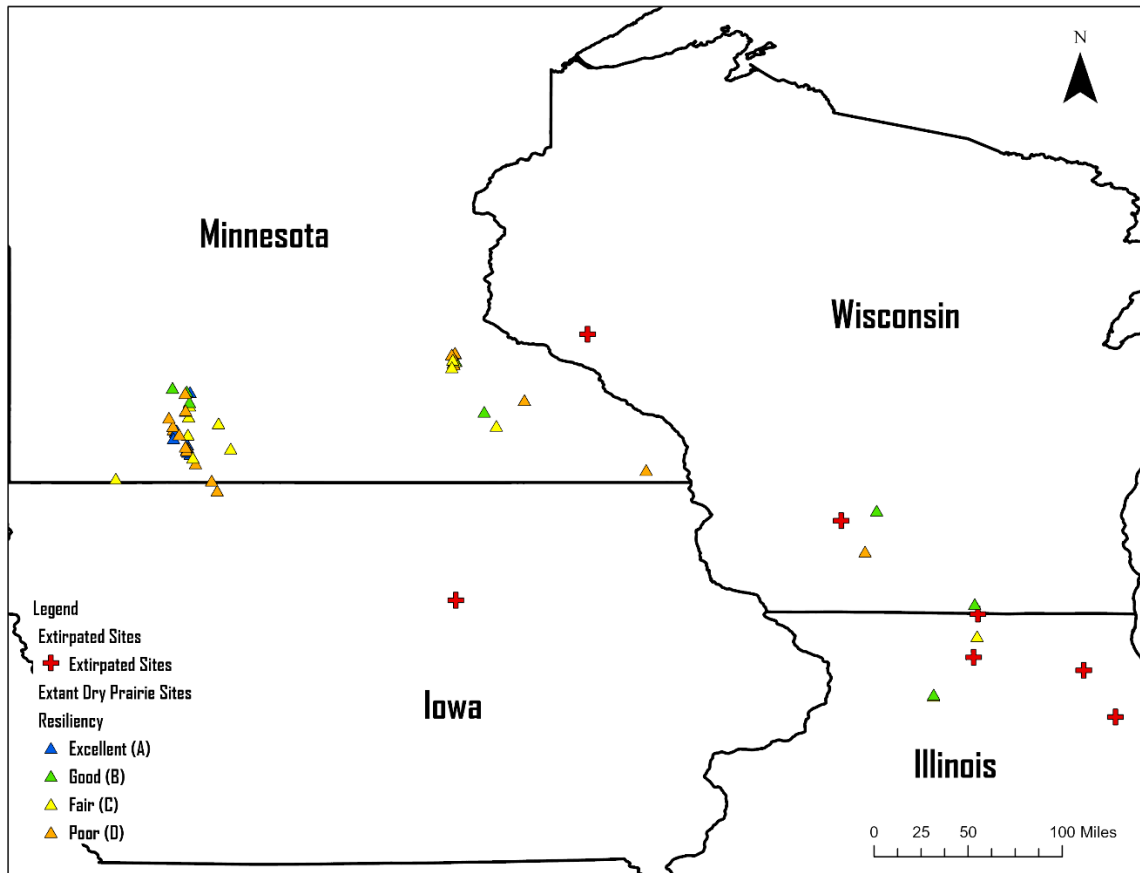 N
Minnesota
Wisconsin
Iowa
Illinois
Legend
Extirpated Sites
Extirpated Sites
Extant Dry Prairie Sites
Resiliency
Excellent (A)
Good (B)
Fair (C)
Poor (D)
0 25 50 100 Miles